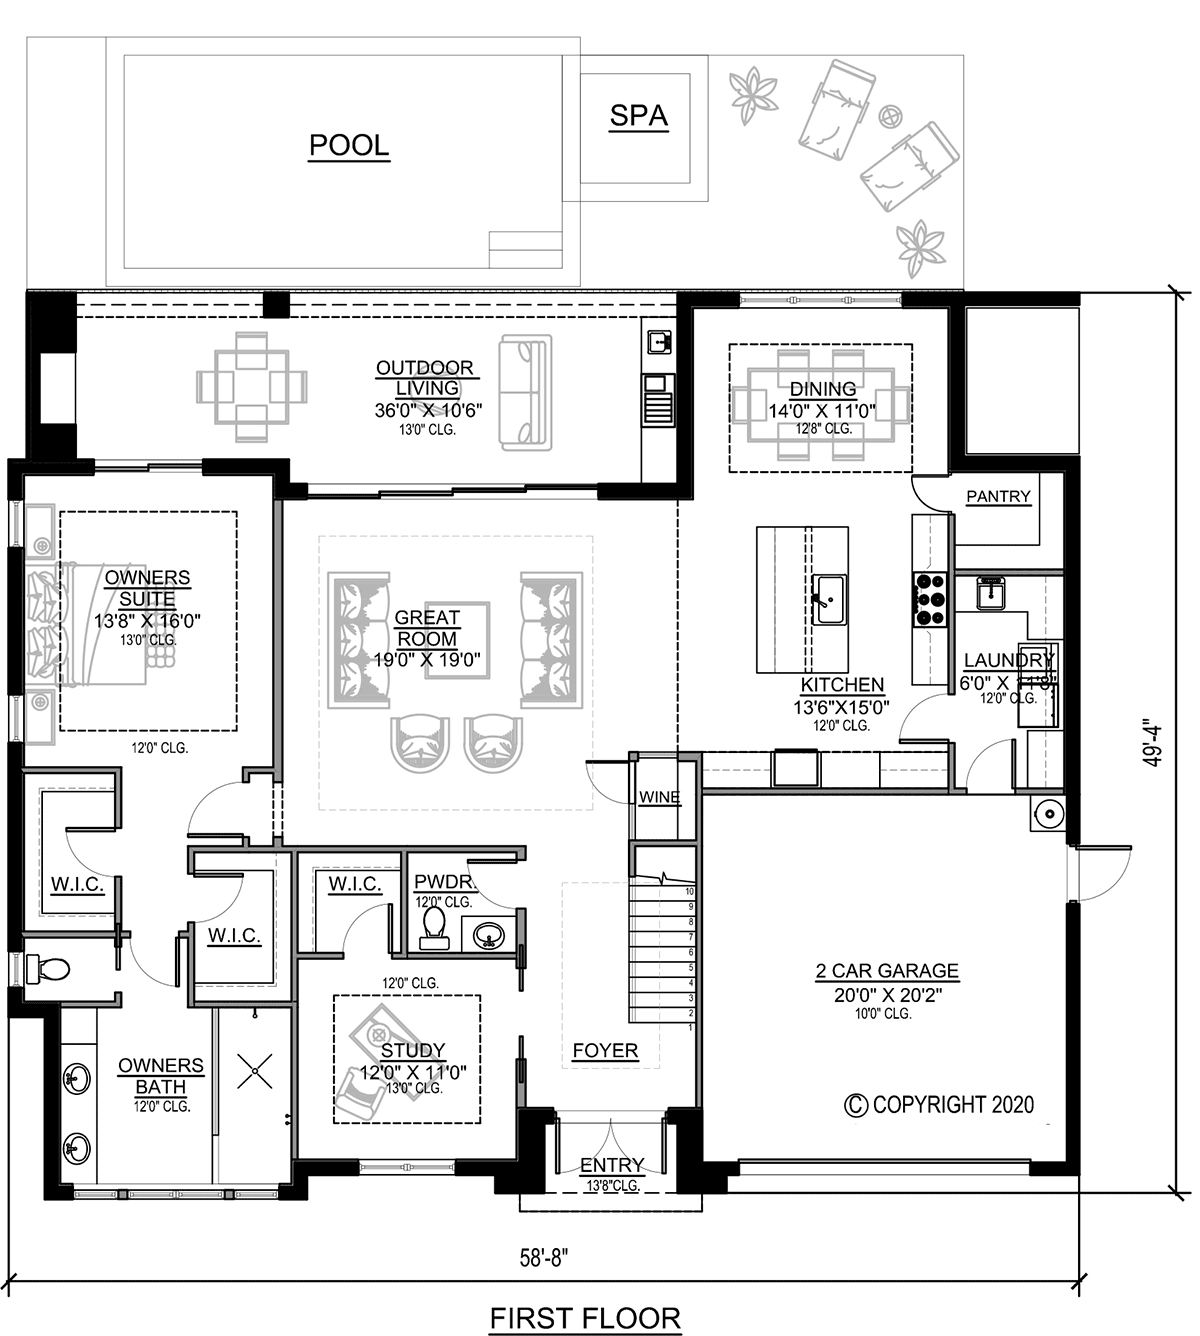 POOL
SPA
OUTDOOR
LIVING
36'0" X 10'6"
13'0" CLG.
DINING
14'0" X 11'0"
12'8" CLG.
PANTRY
OWNERS
SUITE
13'8" X 16'0"
13'0" CLG.
12'0" CLG.
GREAT
ROOM
19'0" X 19'0"
KITCHEN
13'6"X15'0"
12'0" CLG.
LAUNDRY
6'0" X 11'8"
12'0" CLG.
49'-4"
WINE
W.I.C.
W.I.C.
W.I.C.
PWDR.
12'0" CLG.
10
9
8
7
6
5
4
3
2
1
2 CAR GARAGE
20'0" X 20'2"
10'0" CLG.
12'0" CLG.
STUDY
12'0" X 11'0"
13'0" CLG.
FOYER
OWNERS
BATH
12'0" CLG.
© COPYRIGHT 2020
ENTRY
13'8"CLG.
58'-8"
FIRST FLOOR